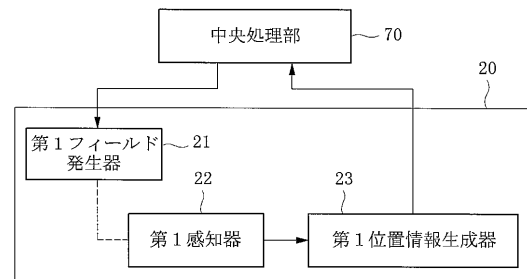 中央処理部
70
20
第１フィールド
発生器
21
22
23
第１感知器
第１位置情報生成器